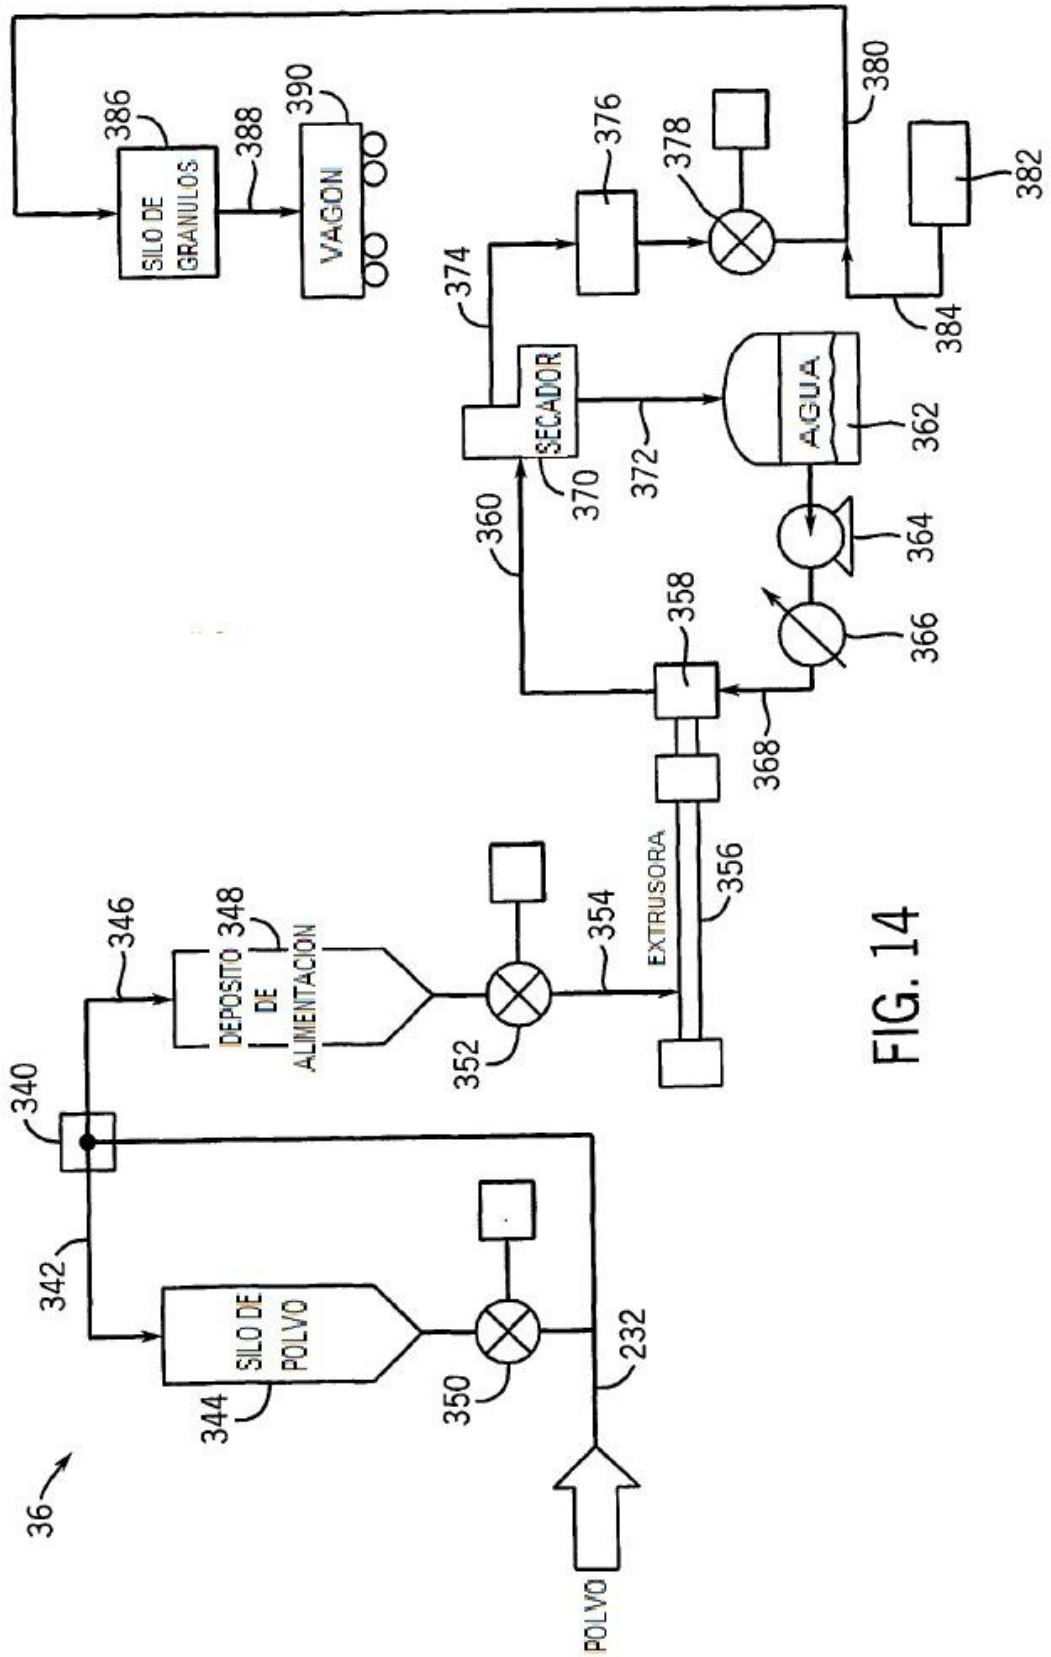 36
342
340
346
SILO DE
POLVO
344
DEPOSITO
DE
ALIMENTACION
348
350
352
354
232
POLVO
EXTRUSORA
356
358
360
368
366
364
362
AGUA
SECADOR
370
372
374
376
378
380
382
384
SILO DE
GRANULOS
386
388
VAGON
390
FIG. 14